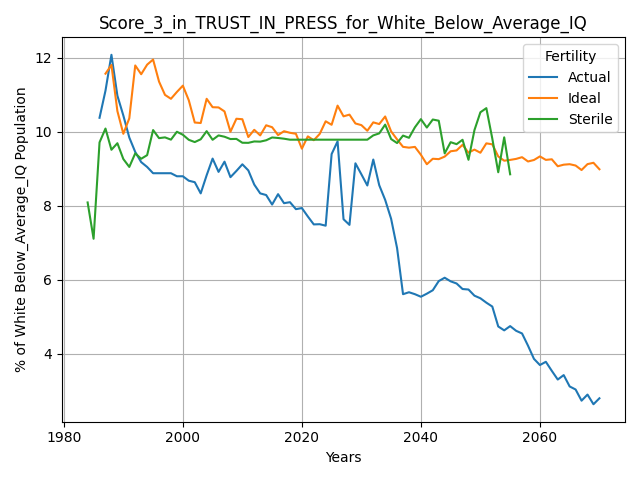 Score_3_in_TRUST_IN_PRESS_for_White_Below_Average_IQ
% of White Below_Average_IQ Population
12
10
8
6
4
Fertility
Actual
Ideal
Sterile
1980
2000
2020
2040
2060
Years